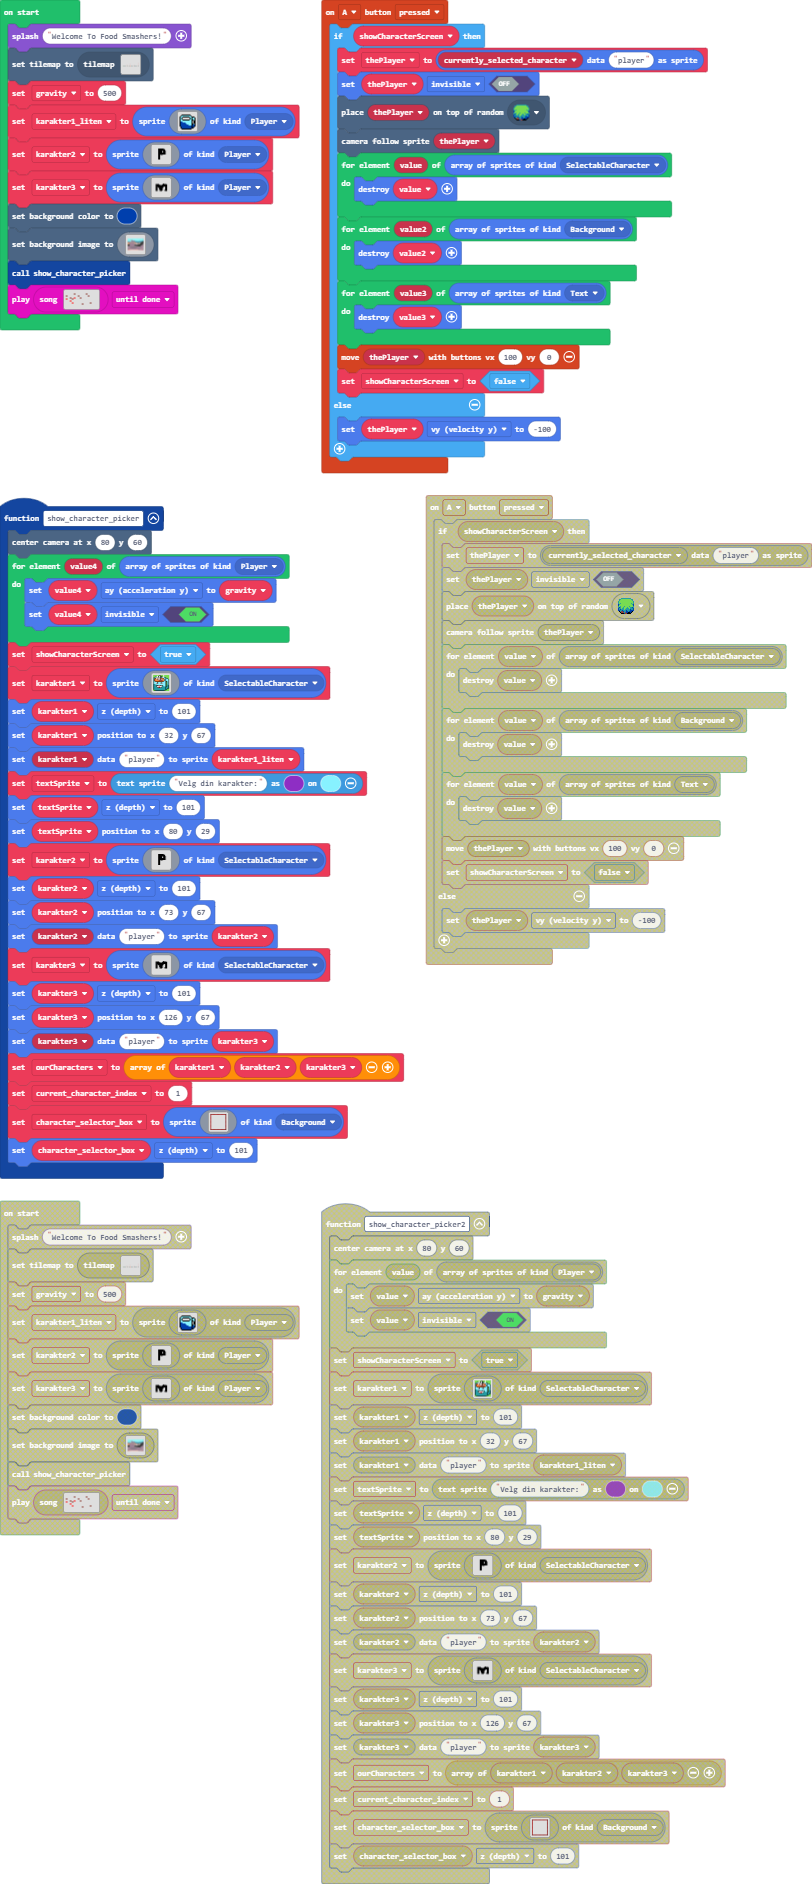 on start
splash "Welcome To Food Smashers!"
set tilemap to tilemap
set gravity to 500
set karakter1_liten to sprite of kind Player
set karakter2 to sprite of kind Player
set karakter3 to sprite of kind Player
set background color to
set background image to
call show_character_picker
play song until done
on A button pressed
if showCharacterScreen then
set thePlayer to currently_selected_character data "player" as sprite
set thePlayer invisible OFF
place thePlayer on top of random
camera follow sprite thePlayer
for element value of array of sprites of kind SelectableCharacter
do destroy value
for element value2 of array of sprites of kind Background
do destroy value2
for element value3 of array of sprites of kind Text
do destroy value3
move thePlayer with buttons vx 100 vy 0
set showCharacterScreen to false
else
set thePlayer vy (velocity y) to -100
function show_character_picker
center camera at x 80 y 60
for element value4 of array of sprites of kind Player
do set value4 ay (acceleration y) to gravity
set value4 invisible ON
set showCharacterScreen to true
set karakter1 to sprite of kind SelectableCharacter
set karakter1 z (depth) to 101
set karakter1 position to x 32 y 67
set karakter1 data "player" to sprite karakter1_liten
set textSprite to text sprite "Velg din karakter:" as on
set textSprite z (depth) to 101
set textSprite position to x 80 y 29
set karakter2 to sprite of kind SelectableCharacter
set karakter2 z (depth) to 101
set karakter2 position to x 73 y 67
set karakter2 data "player" to sprite karakter2
set karakter3 to sprite of kind SelectableCharacter
set karakter3 z (depth) to 101
set karakter3 position to x 126 y 67
set karakter3 data "player" to sprite karakter3
set ourCharacters to array of karakter1 karakter2 karakter3
set current_character_index to 1
set character_selector_box to sprite of kind Background
set character_selector_box z (depth) to 101
on A button pressed
if showCharacterScreen then
set thePlayer to currently_selected_character data "player" as sprite
set thePlayer invisible OFF
place thePlayer on top of random
camera follow sprite thePlayer
for element value of array of sprites of kind SelectableCharacter
do destroy value
for element value of array of sprites of kind Background
do destroy value
for element value of array of sprites of kind Text
do destroy value
move thePlayer with buttons vx 100 vy 0
set showCharacterScreen to false
else
set thePlayer vy (velocity y) to -100
on start
splash "Welcome To Food Smashers!"
set tilemap to tilemap
set gravity to 500
set karakter1_liten to sprite of kind Player
set karakter2 to sprite of kind Player
set karakter3 to sprite of kind Player
set background color to
set background image to
call show_character_picker
play song until done
function show_character_picker2
center camera at x 80 y 60
for element value of array of sprites of kind Player
do set value ay (acceleration y) to gravity
set value invisible ON
set showCharacterScreen to true
set karakter1 to sprite of kind SelectableCharacter
set karakter1 z (depth) to 101
set karakter1 position to x 32 y 67
set karakter1 data "player" to sprite karakter1_liten
set textSprite to text sprite "Velg din karakter:" as on
set textSprite z (depth) to 101
set textSprite position to x 80 y 29
set karakter2 to sprite of kind SelectableCharacter
set karakter2 z (depth) to 101
set karakter2 position to x 73 y 67
set karakter2 data "player" to sprite karakter2
set karakter3 to sprite of kind SelectableCharacter
set karakter3 z (depth) to 101
set karakter3 position to x 126 y 67
set karakter3 data "player" to sprite karakter3
set ourCharacters to array of karakter1 karakter2 karakter3
set current_character_index to 1
set character_selector_box to sprite of kind Background
set character_selector_box z (depth) to 101